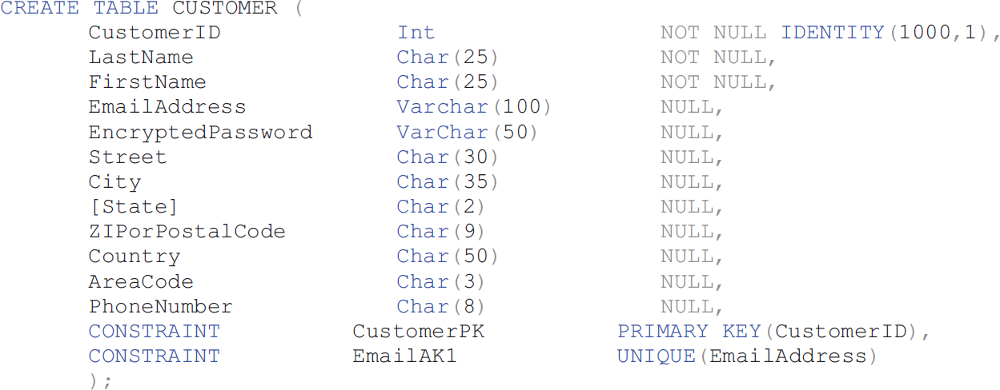 CREATE TABLE CUSTOMER (
CustomerID Int NOT NULL IDENTITY(1000,1),
LastName Char(25) NOT NULL,
FirstName Char(25) NOT NULL,
EmailAddress Varchar(100) NULL,
EncryptedPassword VarChar(50) NULL,
Street Char(30) NULL,
City Char(35) NULL,
[State] Char(2) NULL,
ZIPorPostalCode Char(9) NULL,
Country Char(50) NULL,
AreaCode Char(3) NULL,
PhoneNumber Char(8) NULL,
CONSTRAINT CustomerPK PRIMARY KEY(CustomerID),
CONSTRAINT EmailAK1 UNIQUE(EmailAddress)
);